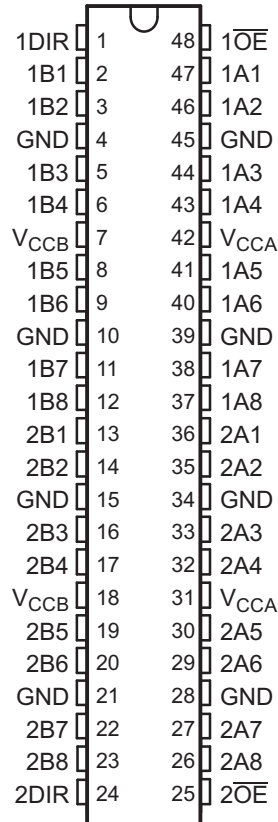 1DIR 1 48 1O̅E̅
1B1 2 47 1A1
1B2 3 46 1A2
GND 4 45 GND
1B3 5 44 1A3
1B4 6 43 1A4
VCCB 7 42 VCCA
1B5 8 41 1A5
1B6 9 40 1A6
GND 10 39 GND
1B7 11 38 1A7
1B8 12 37 1A8
2B1 13 36 2A1
2B2 14 35 2A2
GND 15 34 GND
2B3 16 33 2A3
2B4 17 32 2A4
VCCB 18 31 VCCA
2B5 19 30 2A5
2B6 20 29 2A6
GND 21 28 GND
2B7 22 27 2A7
2B8 23 26 2A8
2DIR 24 25 2O̅E̅